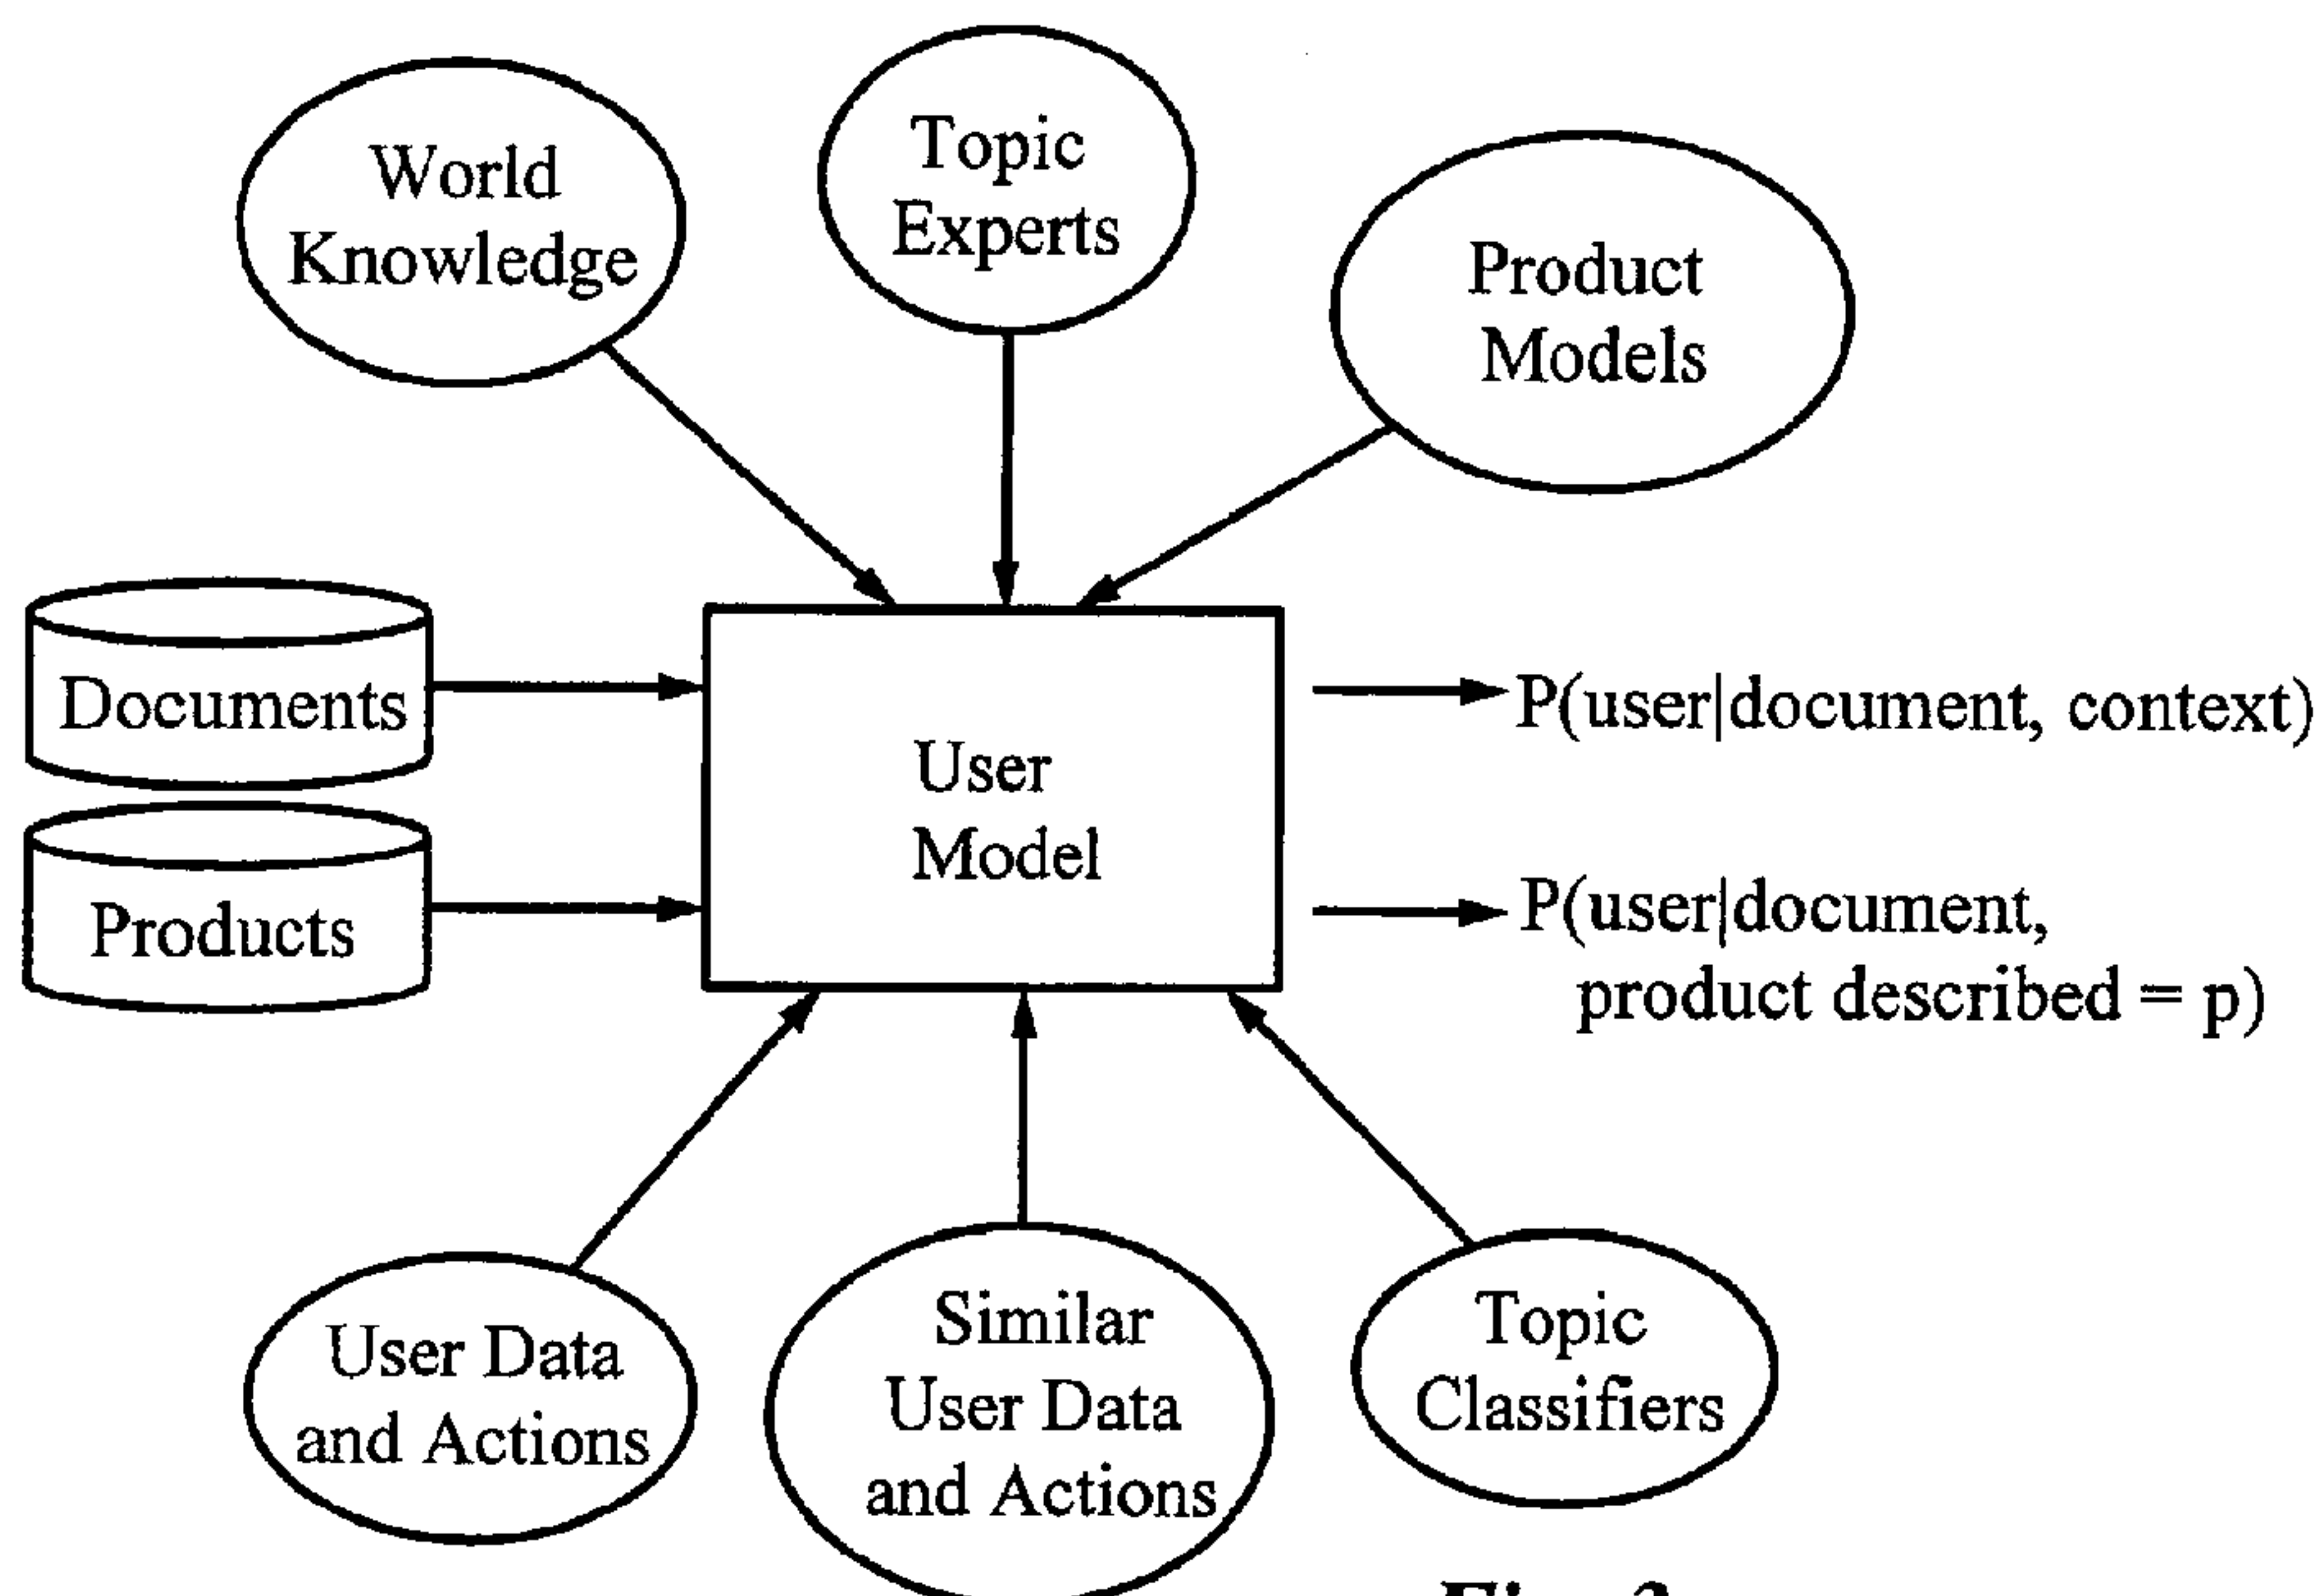 World
Knowledge
Topic
Experts
Product
Models
Documents
Products
User
Model
P(user|document, context)
P(user|document,
product described = p)
User Data
and Actions
Similar
User Data
and Actions
Topic
Classifiers